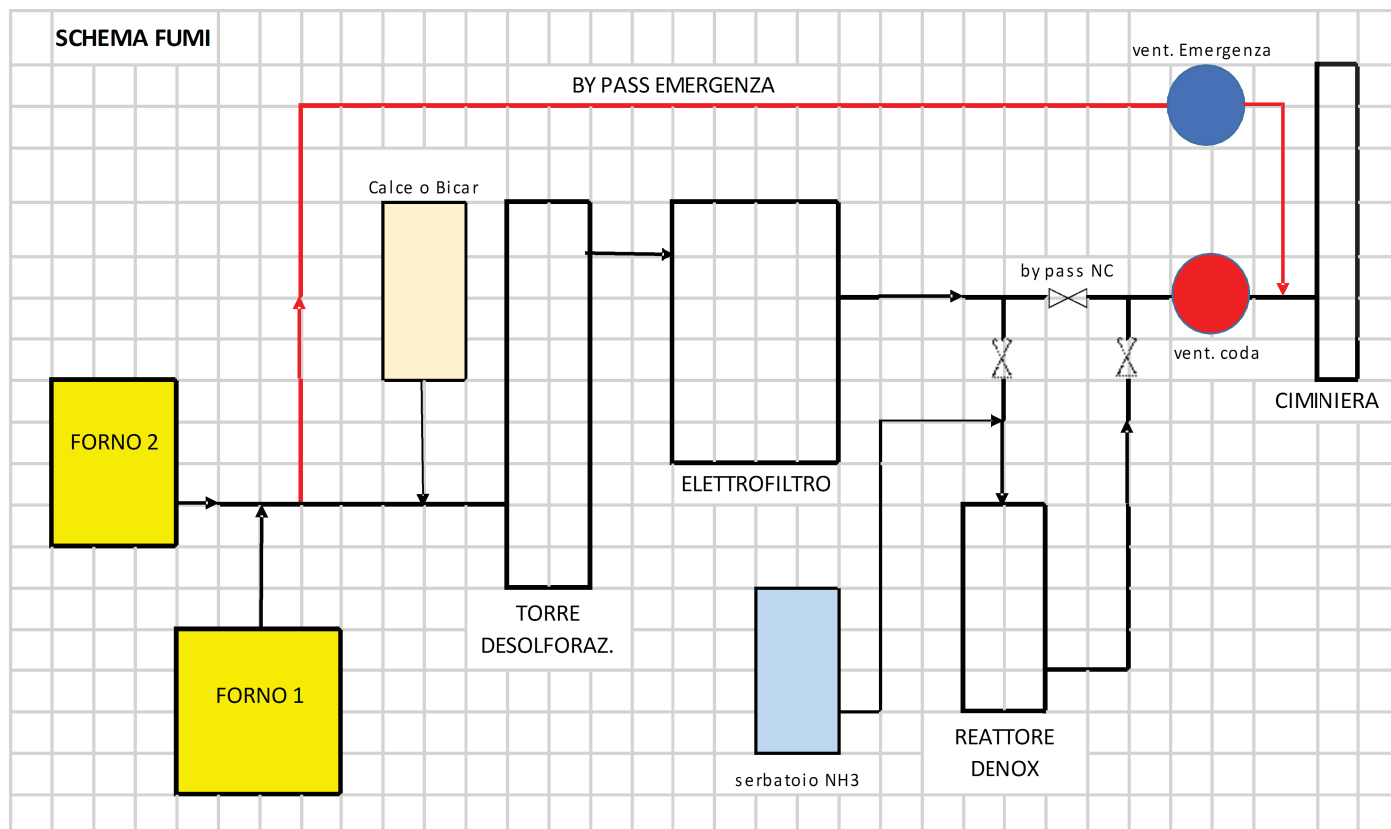 SCHEMA FUMI
vent. Emergenza
BY PASS EMERGENZA
Calce o Bicar
by pass NC
vent. coda
CIMINIERA
FORNO 2
ELETTROFILTRO
TORRE
DESOLFORAZ.
FORNO 1
REATTORE
DENOX
serbatoio NH3